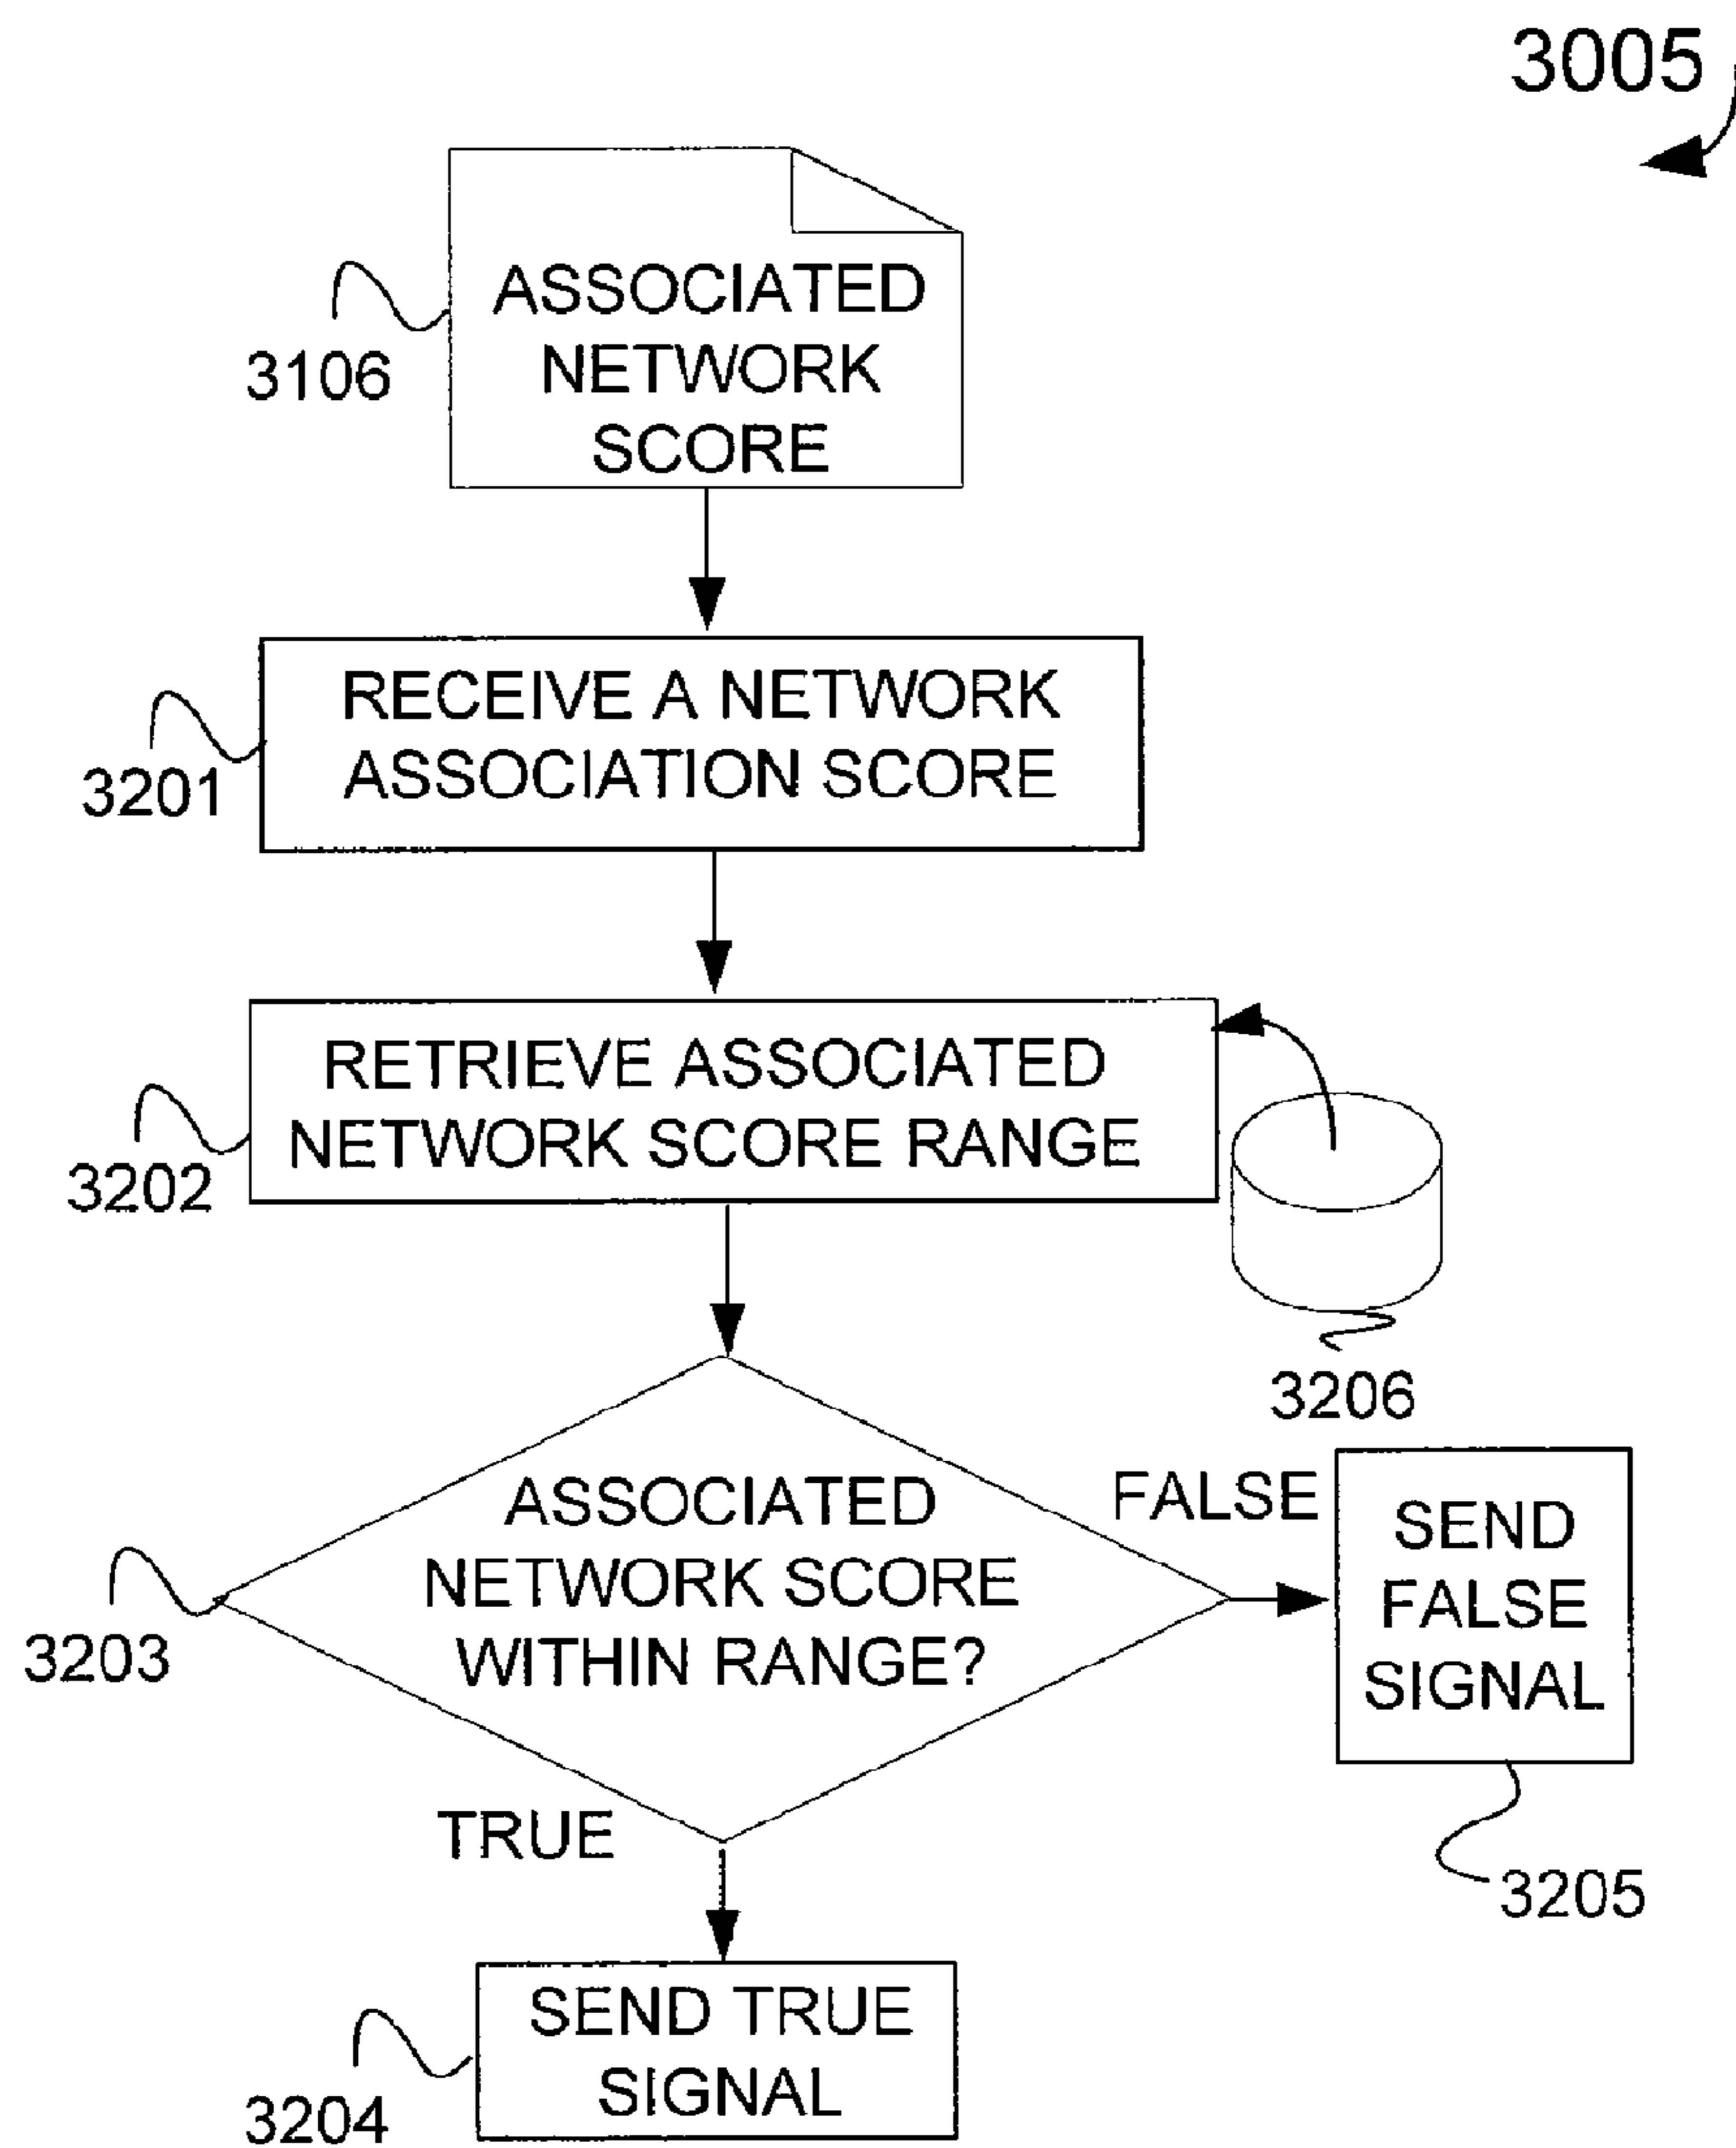 3005
ASSOCIATED
NETWORK
SCORE
3106
RECEIVE A NETWORK
ASSOCIATION SCORE
3201
RETRIEVE ASSOCIATED
NETWORK SCORE RANGE
3202
3206
ASSOCIATED
NETWORK SCORE
WITHIN RANGE?
3203
FALSE
SEND
FALSE
SIGNAL
3205
TRUE
SEND TRUE
SIGNAL
3204